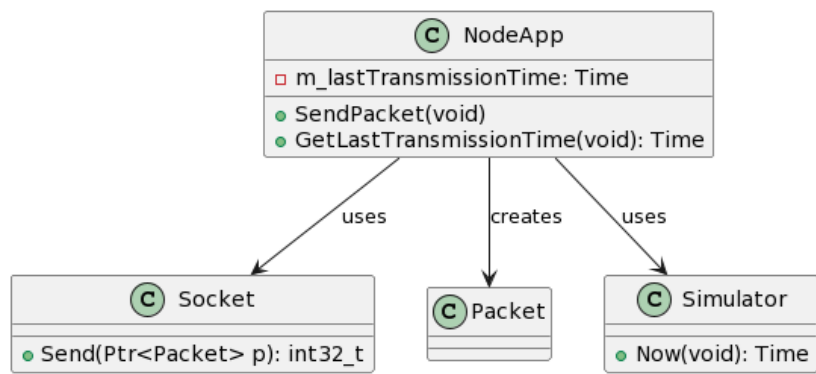 C NodeApp
m_lastTransmissionTime: Time
SendPacket(void)
GetLastTransmissionTime(void): Time
uses
creates
uses
C Socket
Send(Ptr<Packet> p): int32_t
C Packet
C Simulator
Now(void): Time